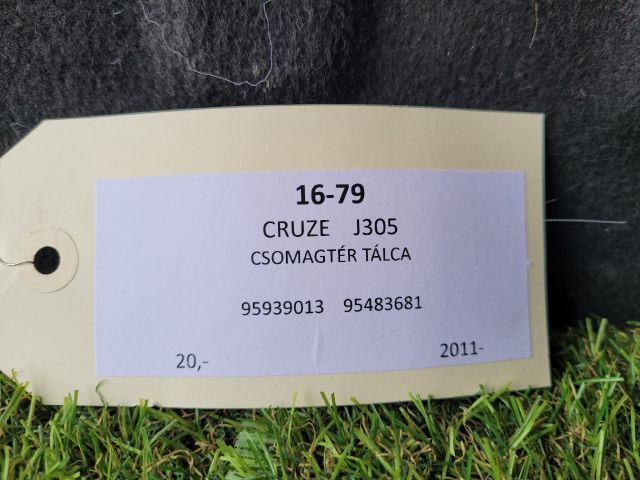 16-79
CRUZE J305
CSOMAGTÉR TÁLCA
95939013 95483681
20,- 2011-